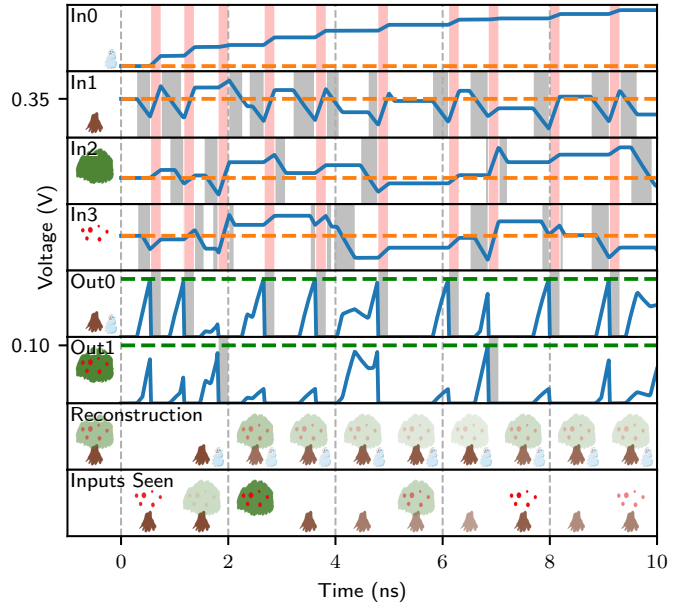 In0
In1
0.35
In2
In3
Voltage (V)
Out0
Out1
0.10
Reconstruction
Inputs Seen
0 2 4 6 8 10
Time (ns)